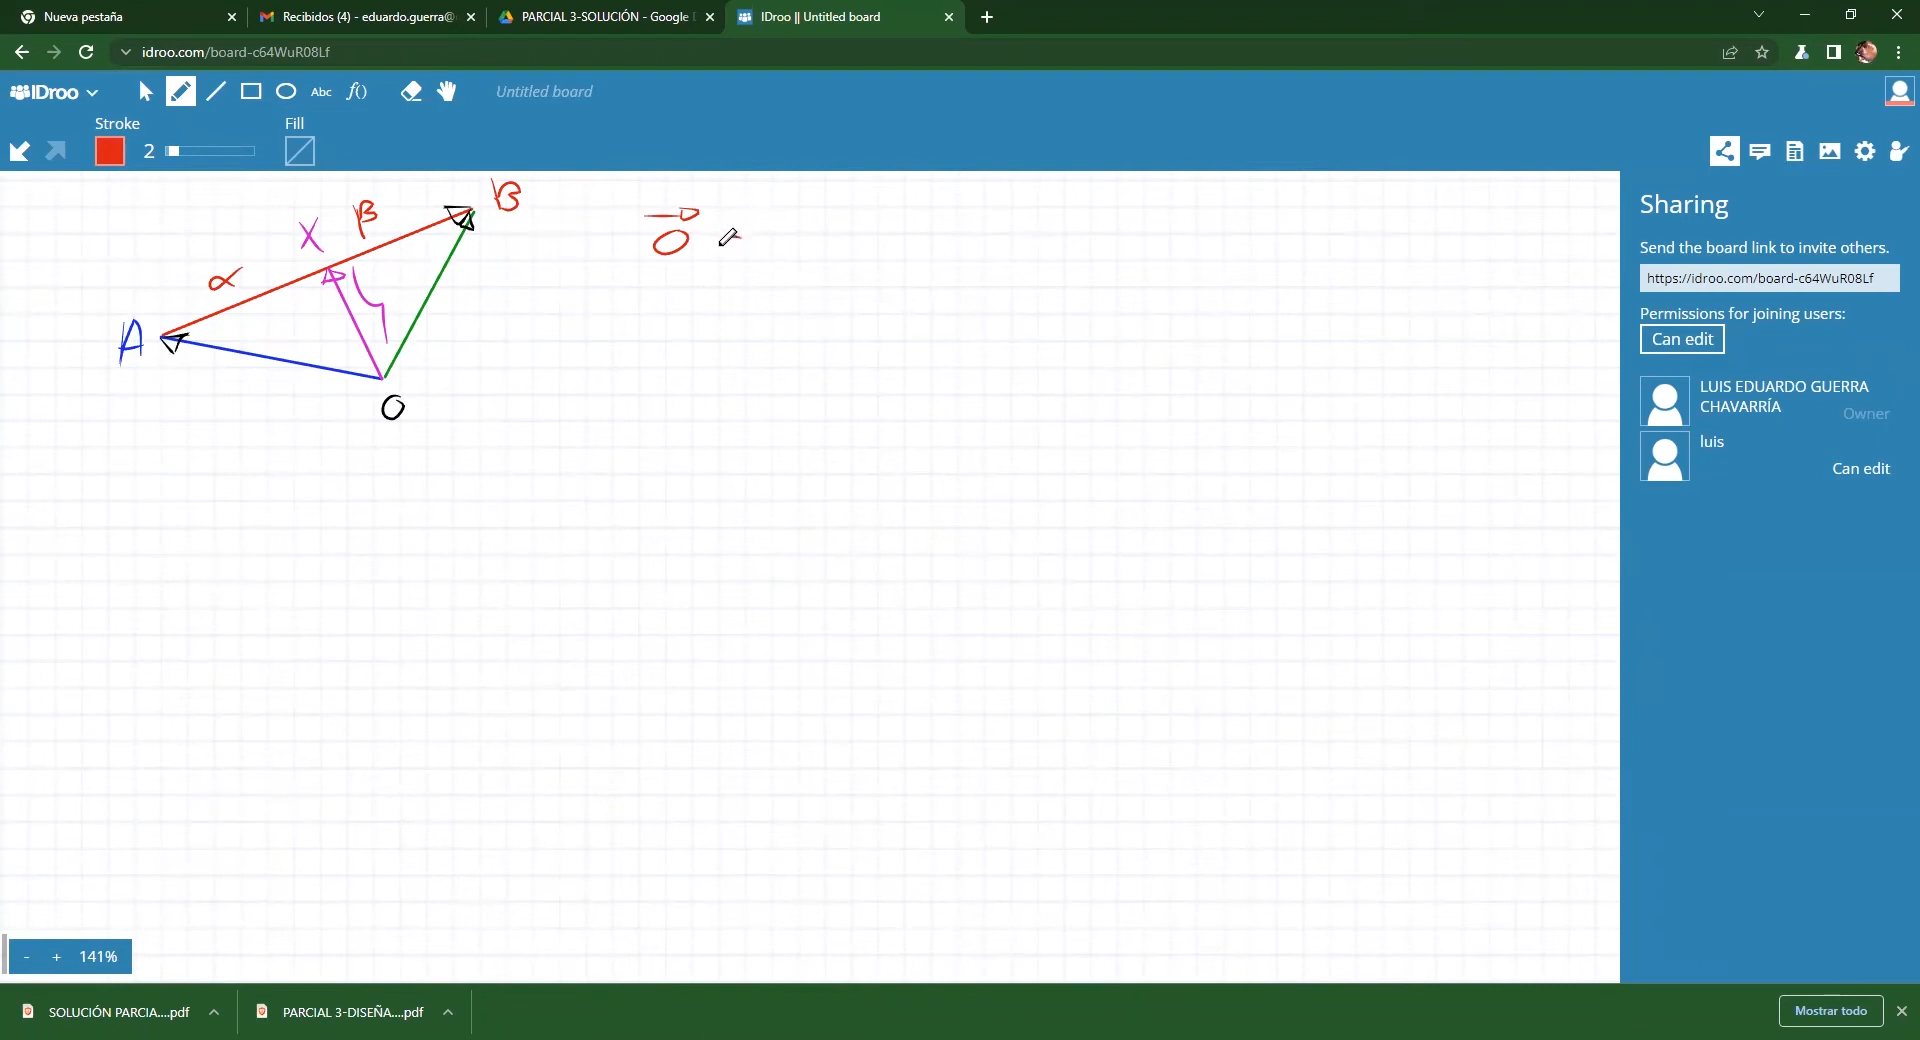 Nueva pestaña
Recibidos (4) - eduardo.guerra@
PARCIAL 3-SOLUCIÓN - Google
IDroo || Untitled board
idroo.com/board-c64WuR08Lf
IDroo
Abc
f()
Untitled board
Stroke
2
Fill
B
β
X
α
A
O
O
Sharing
Send the board link to invite others.
https://idroo.com/board-c64WuR08Lf
Permissions for joining users:
Can edit
LUIS EDUARDO GUERRA
CHAVARRÍA
Owner
luis
Can edit
- + 141%
SOLUCIÓN PARCIA....pdf
PARCIAL 3-DISEÑA....pdf
Mostrar todo